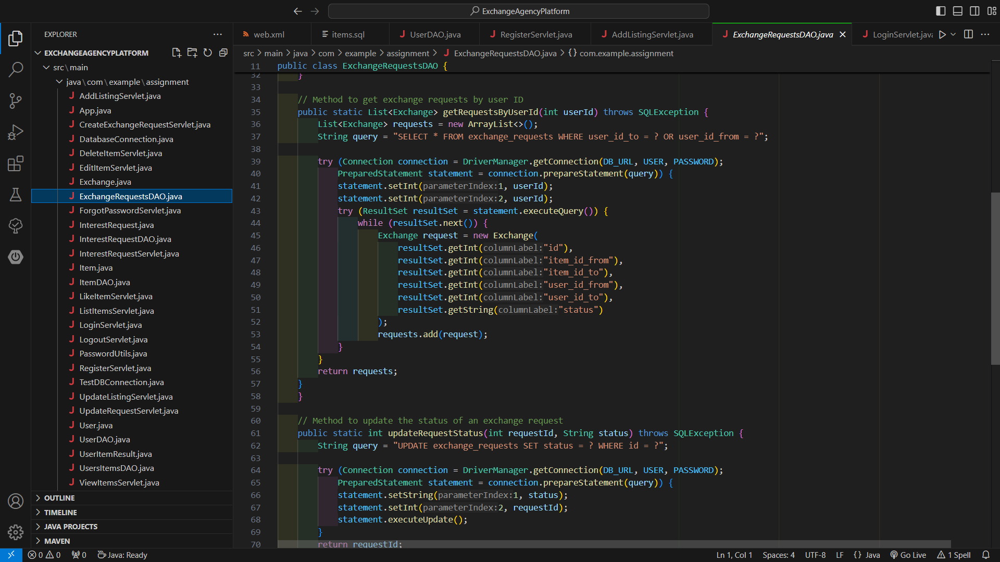 ExchangeAgencyPlatform
EXPLORER
EXCHANGEAGENCYPLATFORM
src\main
java\com\example\assignment
AddListingServlet.java
App.java
CreateExchangeRequestServlet.java
DatabaseConnection.java
DeleteItemServlet.java
EditItemServlet.java
Exchange.java
ExchangeRequestsDAO.java
ForgotPasswordServlet.java
InterestRequest.java
InterestRequestDAO.java
InterestRequestServlet.java
Item.java
ItemDAO.java
LikeItemServlet.java
ListItemsServlet.java
LoginServlet.java
LogoutServlet.java
PasswordUtils.java
RegisterServlet.java
TestDBConnection.java
UpdateListingServlet.java
UpdateRequestServlet.java
User.java
UserDAO.java
UserItemResult.java
UsersItemsDAO.java
ViewItemsServlet.java
OUTLINE
TIMELINE
JAVA PROJECTS
MAVEN
web.xml items.sql UserDAO.java RegisterServlet.java AddListingServlet.java ExchangeRequestsDAO.java LoginServlet.java
src > main > java > com > example > assignment > ExchangeRequestsDAO.java > {} com.example.assignment
11 public class ExchangeRequestsDAO {
32 }
33
34 // Method to get exchange requests by user ID
35 public static List<Exchange> getRequestsByUserId(int userId) throws SQLException {
36 List<Exchange> requests = new ArrayList<>();
37 String query = "SELECT * FROM exchange_requests WHERE user_id_to = ? OR user_id_from = ?";
38
39 try (Connection connection = DriverManager.getConnection(DB_URL, USER, PASSWORD);
40 PreparedStatement statement = connection.prepareStatement(query)) {
41 statement.setInt(parameterIndex:1, userId);
42 statement.setInt(parameterIndex:2, userId);
43 try (ResultSet resultSet = statement.executeQuery()) {
44 while (resultSet.next()) {
45 Exchange request = new Exchange(
46 resultSet.getInt(columnLabel:"id"),
47 resultSet.getInt(columnLabel:"item_id_from"),
48 resultSet.getInt(columnLabel:"item_id_to"),
49 resultSet.getInt(columnLabel:"user_id_from"),
50 resultSet.getInt(columnLabel:"user_id_to"),
51 resultSet.getString(columnLabel:"status")
52 );
53 requests.add(request);
54 }
55 }
56 return requests;
57 }
58 }
59
60 // Method to update the status of an exchange request
61 public static int updateRequestStatus(int requestId, String status) throws SQLException {
62 String query = "UPDATE exchange_requests SET status = ? WHERE id = ?";
63
64 try (Connection connection = DriverManager.getConnection(DB_URL, USER, PASSWORD);
65 PreparedStatement statement = connection.prepareStatement(query)) {
66 statement.setString(parameterIndex:1, status);
67 statement.setInt(parameterIndex:2, requestId);
68 statement.executeUpdate();
69 }
70 return requestId;
0 0 0 Java: Ready Ln 1, Col 1 Spaces: 4 UTF-8 LF {} Java Go Live 1 Spell